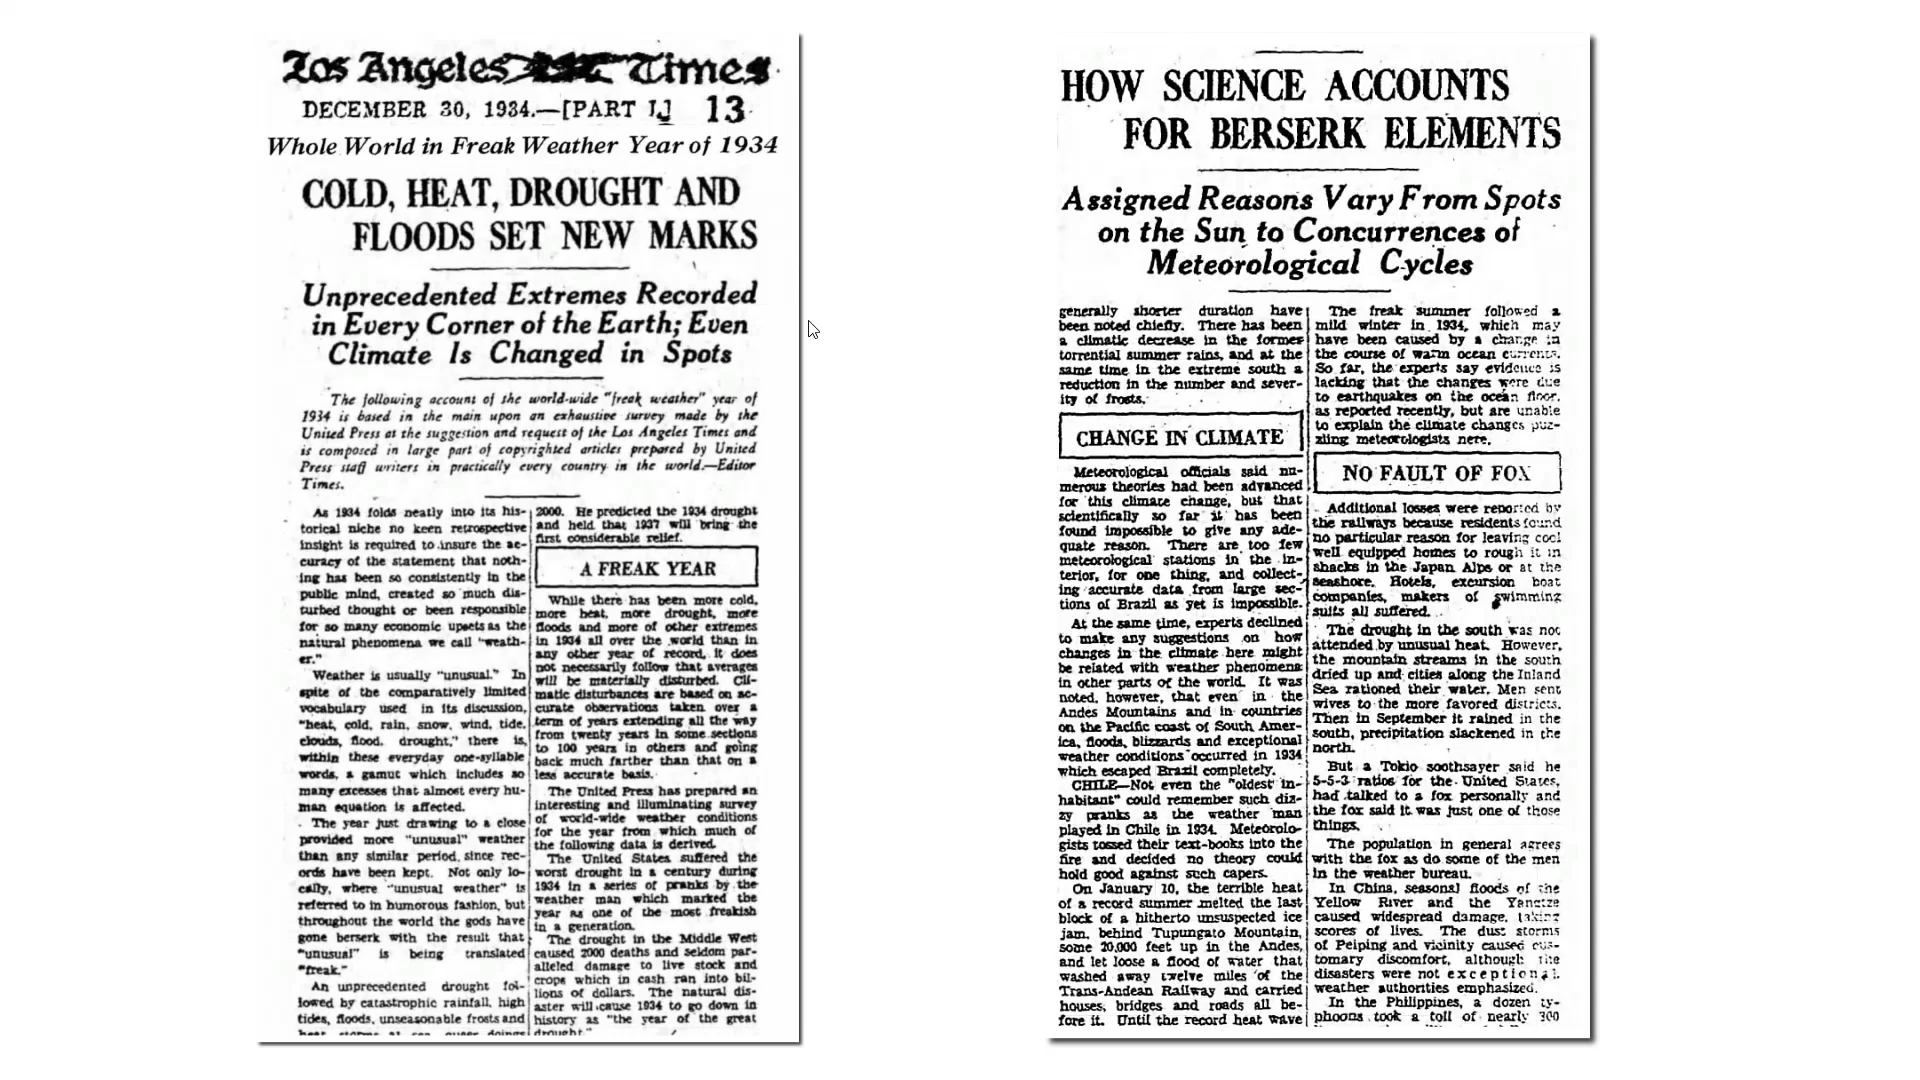 Los Angeles Times
DECEMBER 30, 1934.—[PART I.] 13
Whole World in Freak Weather Year of 1934
COLD, HEAT, DROUGHT AND
FLOODS SET NEW MARKS
Unprecedented Extremes Recorded
in Every Corner of the Earth; Even
Climate Is Changed in Spots
The following account of the world-wide "freak weather" year of
1934 is based in the main upon an exhaustive survey made by the
United Press at the suggestion and request of the Los Angeles Times and
is composed in large part of copyrighted articles prepared by United
Press staff writers in practically every country in the world.—Editor
Times.
As 1934 folds neatly into its his-
torical niche no keen retrospective
insight is required to insure the ac-
curacy of the statement that noth-
ing has been so consistently in the
public mind, created so much dis-
turbed thought or been responsible
for so many economic upsets as the
natural phenomena we call "weath-
er."
Weather is usually "unusual." In
spite of the comparatively limited
vocabulary used in its discussion,
"heat, cold, rain, snow, wind, tide,
clouds, flood, drought," there is,
within these everyday one-syllable
words, a gamut which includes so
many excesses that almost every hu-
man equation is affected.
The year just drawing to a close
provided more "unusual" weather
than any similar period since rec-
ords have been kept. Not only lo-
cally, where "unusual weather" is
referred to in humorous fashion, but
throughout the world the gods have
gone berserk with the result that
"unusual" is being translated
"freak."
An unprecedented drought fol-
lowed by catastrophic rainfall, high
tides, floods, unseasonable frosts and
2000. He predicted the 1934 drought
and held that 1937 will bring the
first considerable relief.
A FREAK YEAR
While there has been more cold,
more heat, more drought, more
floods and more of other extremes
in 1934 all over the world than in
any other year of record, it does
not necessarily follow that averages
will be materially disturbed. Cli-
matic disturbances are based on ac-
curate observations taken over a
term of years extending all the way
from twenty years in some sections
to 100 years in others and going
back much farther than that on a
less accurate basis.
The United Press has prepared an
interesting and illuminating survey
of world-wide weather conditions
for the year from which much of
the following data is derived.
The United States suffered the
worst drought in a century during
1934 in a series of pranks by the
weather man which marked the
year as one of the most freakish
in a generation.
The drought in the Middle West
caused 2000 deaths and seldom par-
alleled damage to live stock and
crops which in cash ran into bil-
lions of dollars. The natural dis-
aster will cause 1934 to go down in
history as "the year of the great
drought."
HOW SCIENCE ACCOUNTS
FOR BERSERK ELEMENTS
Assigned Reasons Vary From Spots
on the Sun to Concurrences of
Meteorological Cycles
generally shorter duration have
been noted chiefly. There has been
a climatic decrease in the former
torrential summer rains, and at the
same time in the extreme south a
reduction in the number and sever-
ity of frosts.
CHANGE IN CLIMATE
Meteorological officials said nu-
merous theories had been advanced
for this climate change, but that
scientifically so far it has been
found impossible to give any ade-
quate reason. There are too few
meteorological stations in the in-
terior, for one thing, and collect-
ing accurate data from large sec-
tions of Brazil as yet is impossible.
At the same time, experts declined
to make any suggestions on how
changes in the climate here might
be related with weather phenomena
in other parts of the world. It was
noted, however, that even in the
Andes Mountains and in countries
on the Pacific coast of South Amer-
ica, floods, blizzards and exceptional
weather conditions occurred in 1934
which escaped Brazil completely.
CHILE—Not even the "oldest in-
habitant" could remember such diz-
zy pranks as the weather man
played in Chile in 1934. Meteorolo-
gists tossed their text-books into the
fire and decided no theory could
hold good against such capers.
On January 10, the terrible heat
of a record summer melted the last
block of a hitherto unsuspected ice
jam, behind Tupungato Mountain,
some 20,000 feet up in the Andes,
and let loose a flood of water that
washed away twelve miles of the
Trans-Andean Railway and carried
houses, bridges and roads all be-
fore it. Until the record heat wave
The freak summer followed a
mild winter in 1934, which may
have been caused by a change in
the course of warm ocean currents.
So far, the experts say evidence is
lacking that the changes were due
to earthquakes on the ocean floor,
as reported recently, but are unable
to explain the climate changes puz-
zling meteorologists here.
NO FAULT OF FOX
Additional losses were reported by
the railways because residents found
no particular reason for leaving cool
well equipped homes to rough it in
shacks in the Japan Alps or at the
seashore. Hotels, excursion boat
companies, makers of swimming
suits all suffered.
The drought in the south was not
attended by unusual heat. However,
the mountain streams in the south
dried up and cities along the Inland
Sea rationed their water. Men sent
wives to the more favored districts.
Then in September it rained in the
south, precipitation slackened in the
north.
But a Tokio soothsayer said he
5-5-3 ratios for the United States,
had talked to a fox personally and
the fox said it was just one of those
things.
The population in general agrees
with the fox as do some of the men
in the weather bureau.
In China, seasonal floods of the
Yellow River and the Yangtze
caused widespread damage, taking
scores of lives. The dust storms
of Peiping and vicinity caused cus-
tomary discomfort, although the
disasters were not exceptional,
weather authorities emphasized.
In the Philippines, a dozen ty-
phoons took a toll of nearly 300